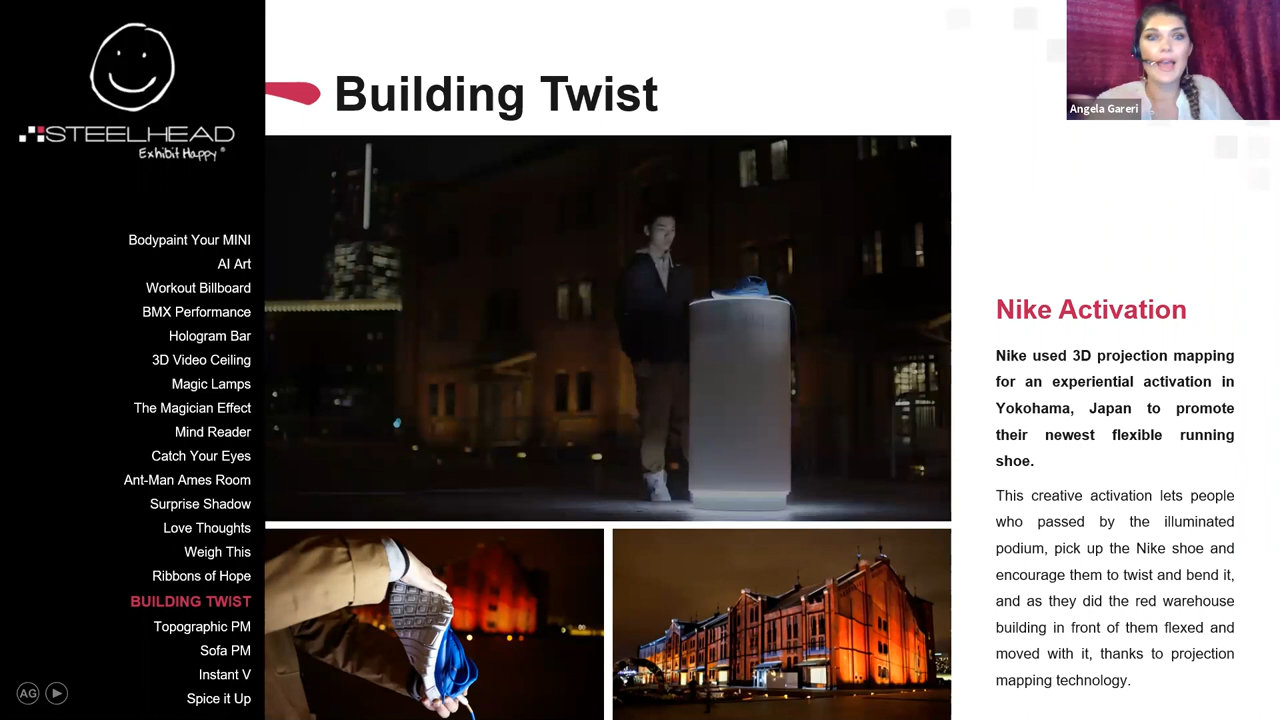 STEELHEAD
Exhibit Happy®
Bodypaint Your MINI
AI Art
Workout Billboard
BMX Performance
Hologram Bar
3D Video Ceiling
Magic Lamps
The Magician Effect
Mind Reader
Catch Your Eyes
Ant-Man Ames Room
Surprise Shadow
Love Thoughts
Weigh This
Ribbons of Hope
BUILDING TWIST
Topographic PM
Sofa PM
Instant V
Spice it Up
AG
Building Twist
Angela Gareri
Nike Activation
Nike used 3D projection mapping
for an experiential activation in
Yokohama, Japan to promote
their newest flexible running
shoe.
This creative activation lets people
who passed by the illuminated
podium, pick up the Nike shoe and
encourage them to twist and bend it,
and as they did the red warehouse
building in front of them flexed and
moved with it, thanks to projection
mapping technology.